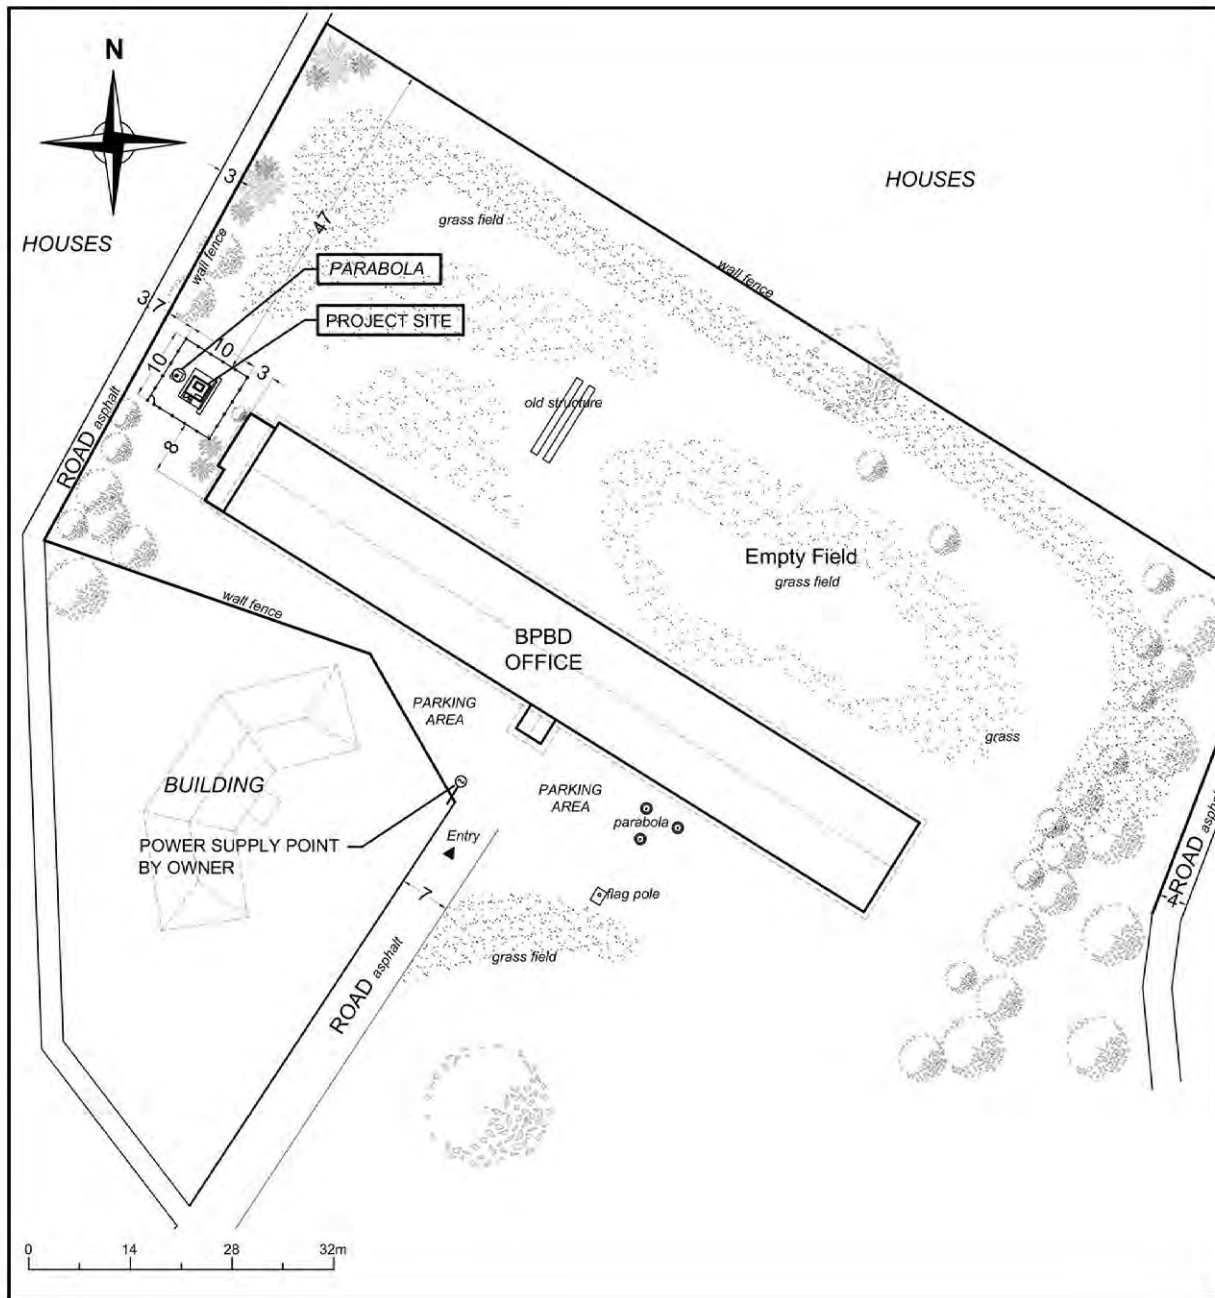 N
HOUSES
HOUSES
3
wall fence
47
grass field
PARABOLA
wall fence
3
7
PROJECT SITE
10
10
3
old structure
ROAD asphalt
8
Empty Field
grass field
wall fence
BPBD
OFFICE
PARKING
AREA
grass
BUILDING
PARKING
AREA
parabola
POWER SUPPLY POINT
BY OWNER
Entry
7
flag pole
ROAD asphalt
4
grass field
ROAD asphalt
0 14 28 32m